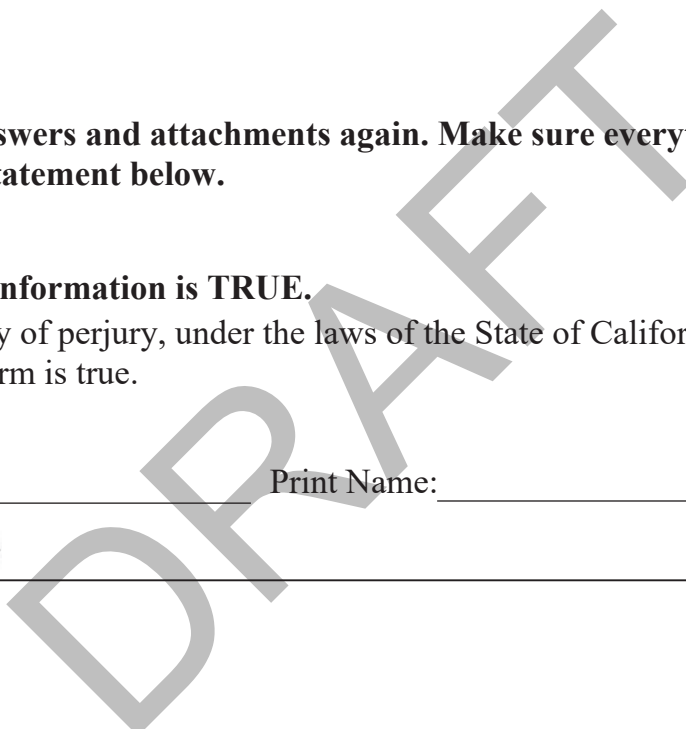 swers and attachments again. Make sure every
tatement below.
nformation is TRUE.
y of perjury, under the laws of the State of Califor
rm is true.
Print Name:
DRAFT